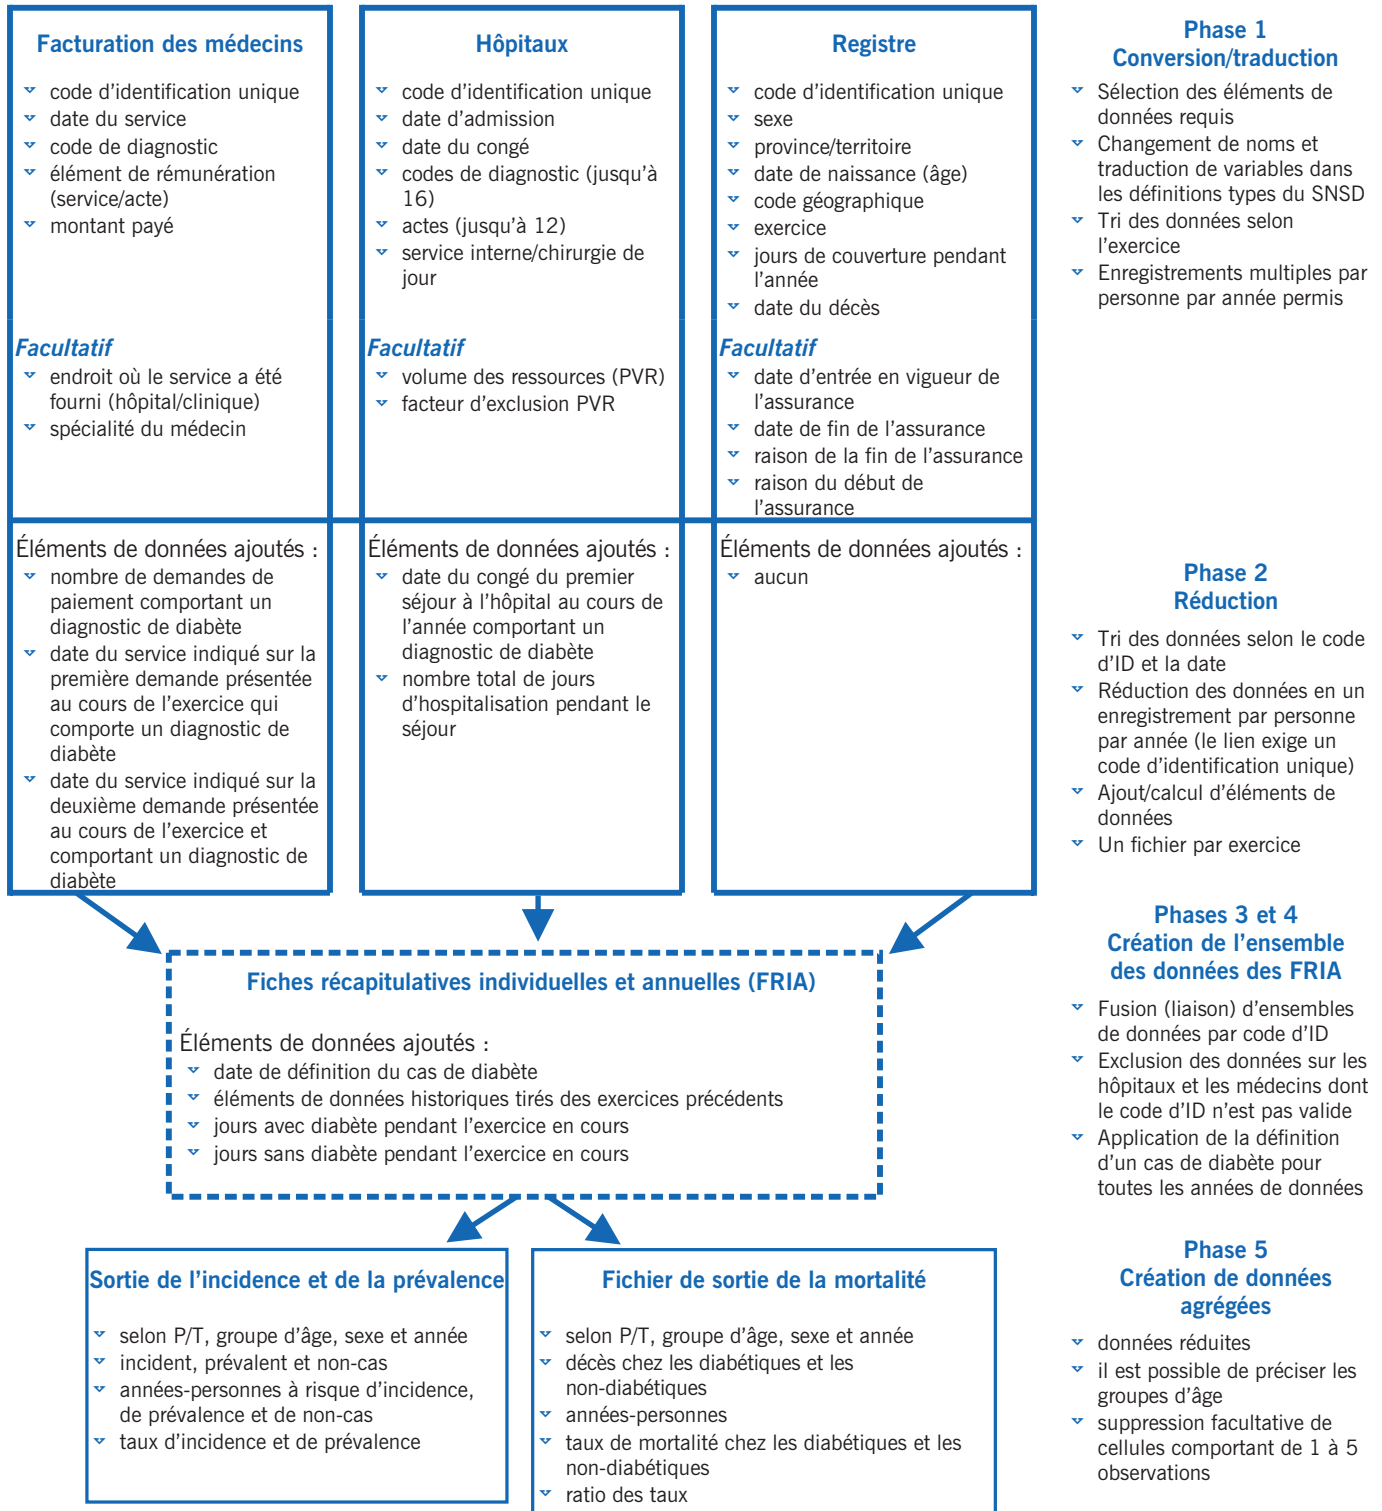 Facturation des médecins
code d'identification unique
date du service
code de diagnostic
élément de rémunération
(service/acte)
montant payé
Facultatif
endroit où le service a été
fourni (hôpital/clinique)
spécialité du médecin
Hôpitaux
code d'identification unique
date d'admission
date du congé
codes de diagnostic (jusqu'à
16)
actes (jusqu'à 12)
service interne/chirurgie de
jour
Facultatif
volume des ressources (PVR)
facteur d'exclusion PVR
Registre
code d'identification unique
sexe
province/territoire
date de naissance (âge)
code géographique
exercice
jours de couverture pendant
l'année
date du décès
Facultatif
date d'entrée en vigueur de
l'assurance
date de fin de l'assurance
raison de la fin de l'assurance
raison du début de
l'assurance
Phase 1
Conversion/traduction
Sélection des éléments de
données requis
Changement de noms et
traduction de variables dans
les définitions types du SNSD
Tri des données selon
l'exercice
Enregistrements multiples par
personne par année permis
Éléments de données ajoutés :
nombre de demandes de
paiement comportant un
diagnostic de diabète
date du service indiqué sur la
première demande présentée
au cours de l'exercice qui
comporte un diagnostic de
diabète
date du service indiqué sur la
deuxième demande présentée
au cours de l'exercice et
comportant un diagnostic de
diabète
Éléments de données ajoutés :
date du congé du premier
séjour à l'hôpital au cours de
l'année comportant un
diagnostic de diabète
nombre total de jours
d'hospitalisation pendant le
séjour
Éléments de données ajoutés :
aucun
Phase 2
Réduction
Tri des données selon le code
d'ID et la date
Réduction des données en un
enregistrement par personne
par année (le lien exige un
code d'identification unique)
Ajout/calcul d'éléments de
données
Un fichier par exercice
Fiches récapitulatives individuelles et annuelles (FRIA)
Éléments de données ajoutés :
date de définition du cas de diabète
éléments de données historiques tirés des exercices précédents
jours avec diabète pendant l'exercice en cours
jours sans diabète pendant l'exercice en cours
Phases 3 et 4
Création de l'ensemble
des données des FRIA
Fusion (liaison) d'ensembles
de données par code d'ID
Exclusion des données sur les
hôpitaux et les médecins dont
le code d'ID n'est pas valide
Application de la définition
d'un cas de diabète pour
toutes les années de données
Sortie de l'incidence et de la prévalence
selon P/T, groupe d'âge, sexe et année
incident, prévalent et non-cas
années-personnes à risque d'incidence,
de prévalence et de non-cas
taux d'incidence et de prévalence
Fichier de sortie de la mortalité
selon P/T, groupe d'âge, sexe et année
décès chez les diabétiques et les
non-diabétiques
années-personnes
taux de mortalité chez les diabétiques et les
non-diabétiques
ratio des taux
Phase 5
Création de données
agrégées
données réduites
il est possible de préciser les
groupes d'âge
suppression facultative de
cellules comportant de 1 à 5
observations